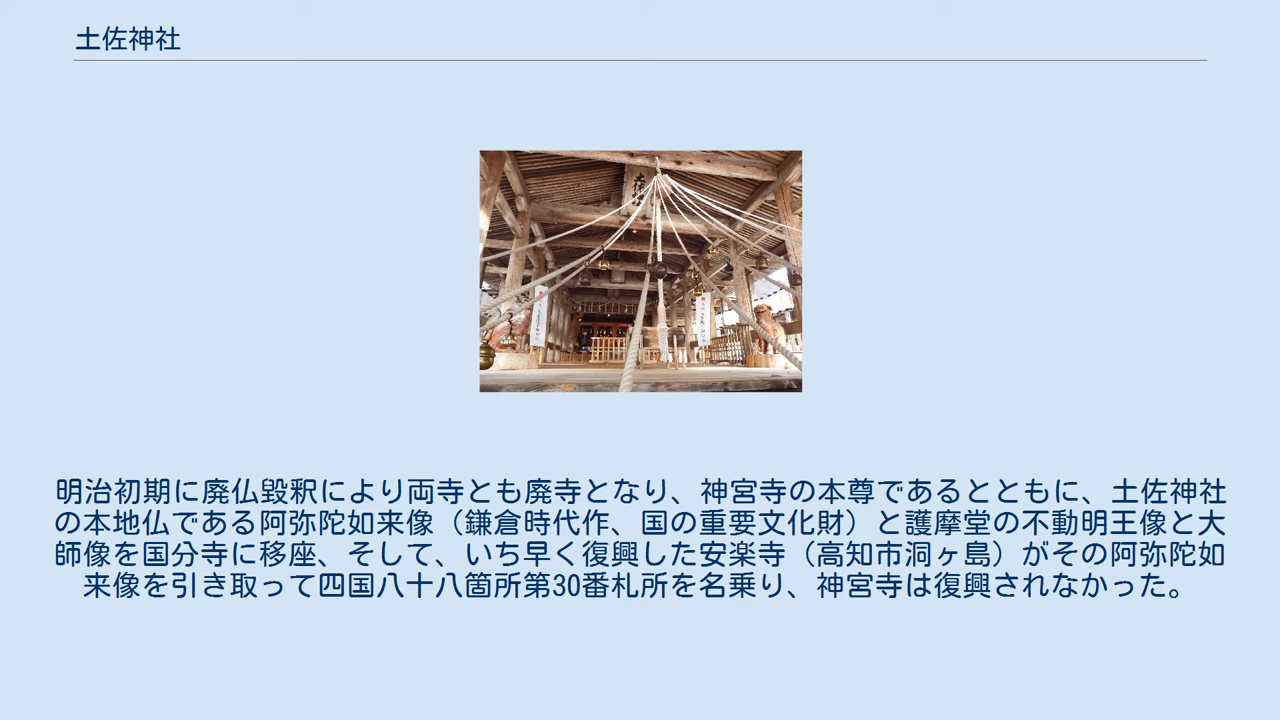 土佐神社
明治初期に廃仏毀釈により両寺とも廃寺となり、神宮寺の本尊であるとともに、土佐神社
の本地仏である阿弥陀如来像（鎌倉時代作、国の重要文化財）と護摩堂の不動明王像と大
師像を国分寺に移座、そして、いち早く復興した安楽寺（高知市洞ヶ島）がその阿弥陀如
来像を引き取って四国八十八箇所第30番札所を名乗り、神宮寺は復興されなかった。